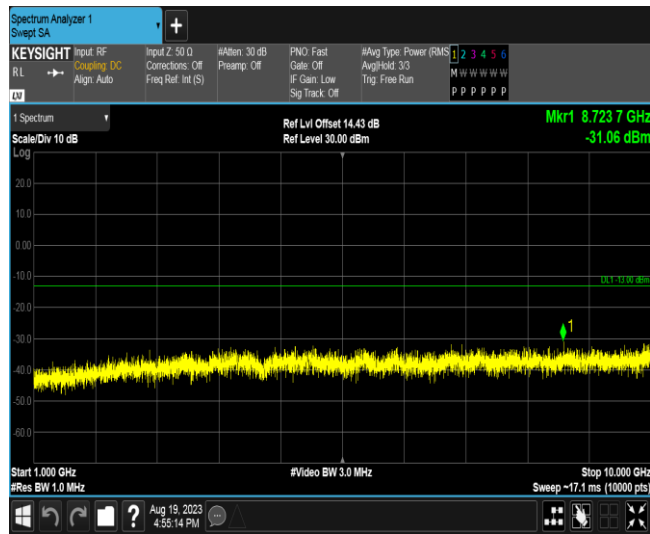 Spectrum Analyzer 1
Swept SA
KEYSIGHT
RL
LXI
Input: RF
Coupling: DC
Align: Auto
Input Z: 50 Ω
Corrections: Off
Freq Ref: Int (S)
#Atten: 30 dB
Preamp: Off
PNO: Fast
Gate: Off
IF Gain: Low
Sig Track: Off
#Avg Type: Power (RMS
Avg|Hold: 3/3
Trig: Free Run
1 2 3 4 5 6
M W W W W W
P P P P P P
1 Spectrum
Scale/Div 10 dB
Ref Lvl Offset 14.43 dB
Ref Level 30.00 dBm
Mkr1 8.723 7 GHz
-31.06 dBm
Log
20.0
10.0
0.00
-10.0
DL1 -13.00 dBm
-20.0
-30.0
1
-40.0
-50.0
-60.0
Start 1.000 GHz
#Video BW 3.0 MHz
Stop 10.000 GHz
#Res BW 1.0 MHz
Sweep ~17.1 ms (10000 pts)
?
Aug 19, 2023
4:55:14 PM